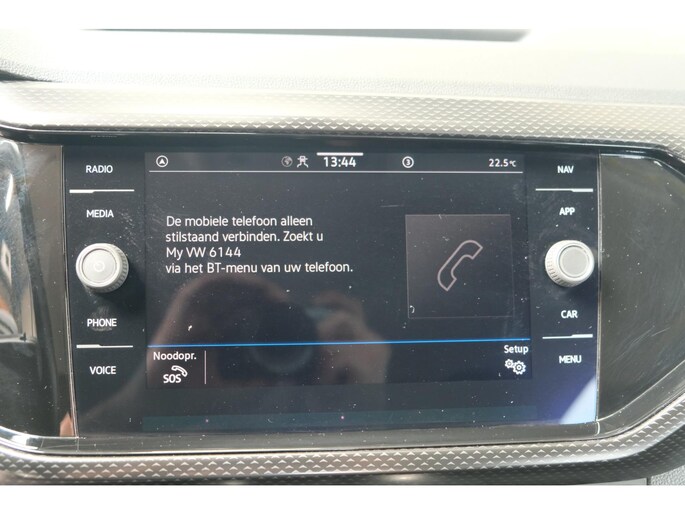 RADIO
MEDIA
PHONE
VOICE
13:44
3
22.5°C
De mobiele telefoon alleen
stilstaand verbinden. Zoekt u
My VW 6144
via het BT-menu van uw telefoon.
Noodopr.
SOS
Setup
NAV
APP
CAR
MENU